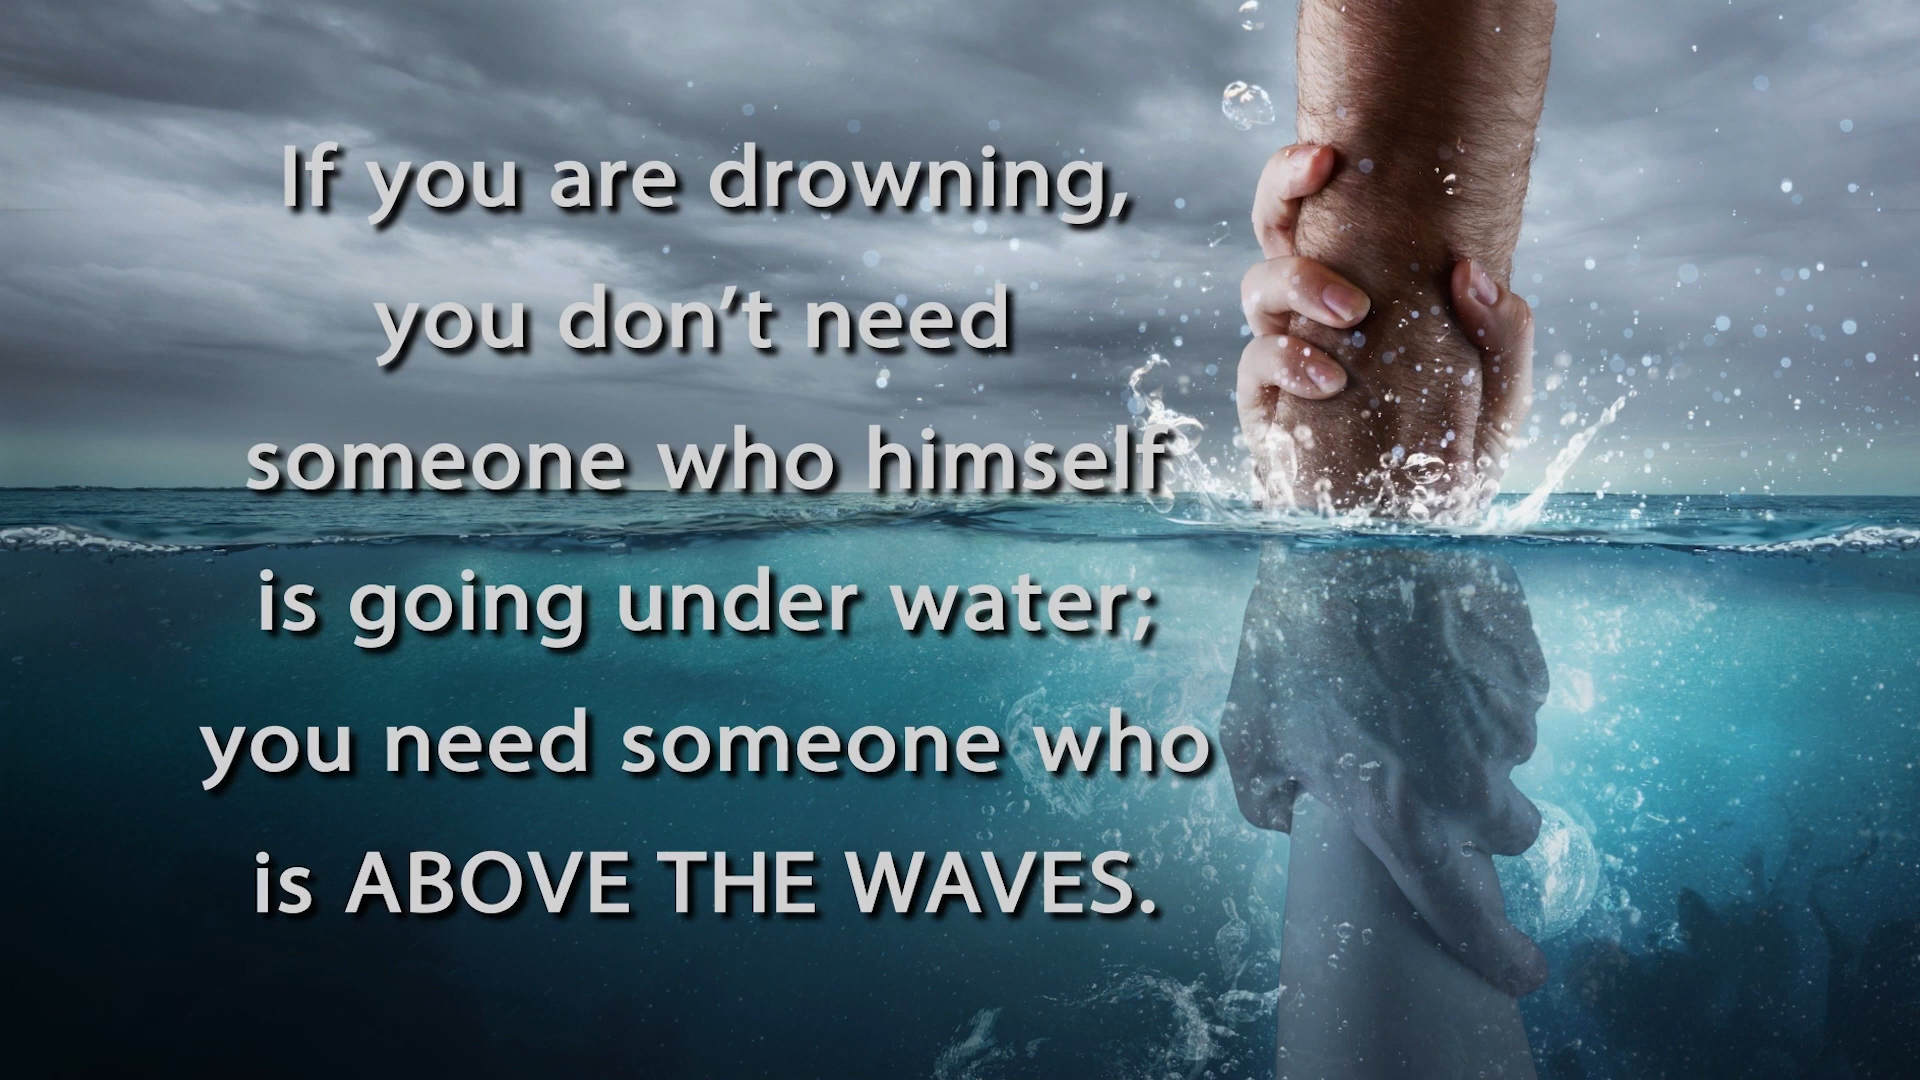 If you are drowning,
you don’t need
someone who himself
is going under water;
you need someone who
is ABOVE THE WAVES.